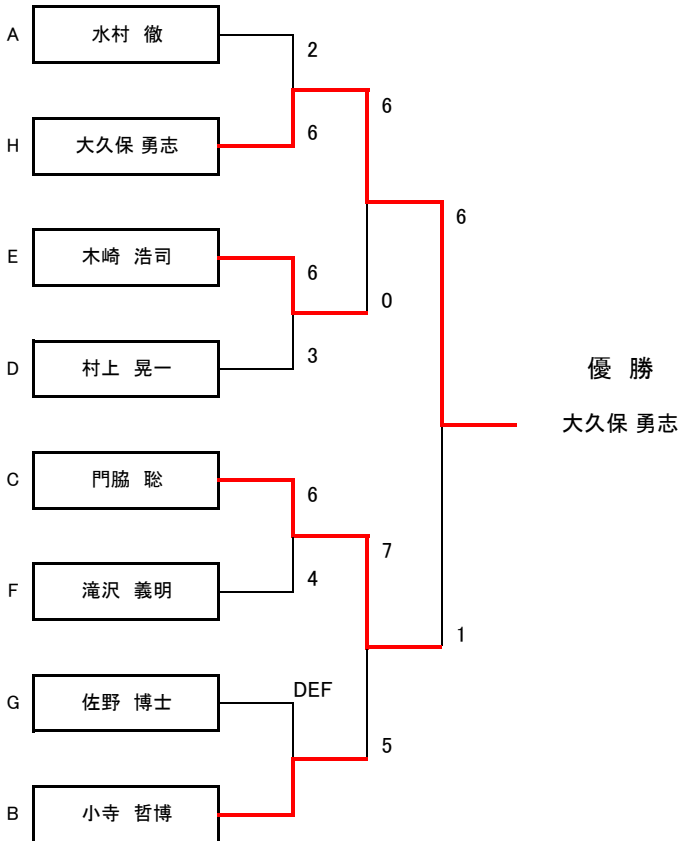 A 水村 徹
2
6
H 大久保 勇志
6
6
E 木崎 浩司
6
0
D 村上 晃一
3
優 勝
大久保 勇志
C 門脇 聡
6
7
F 滝沢 義明
4
1
G 佐野 博士
DEF
5
B 小寺 哲博